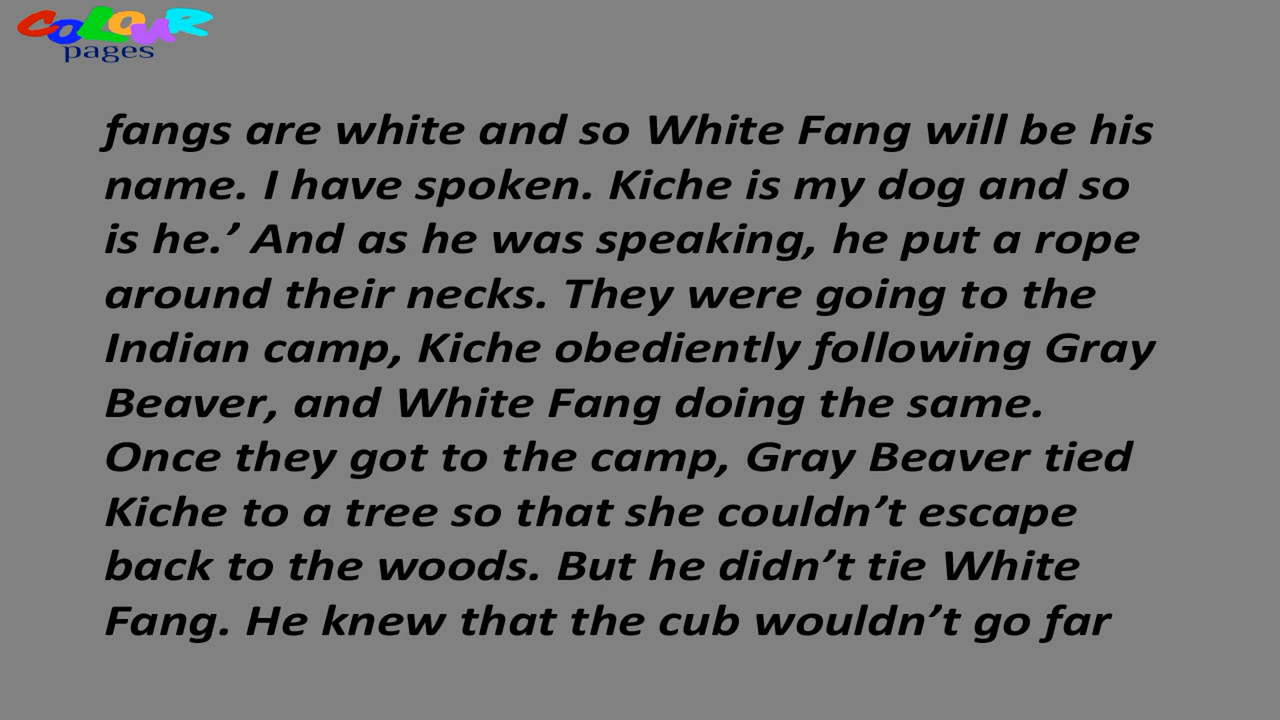 COLOUR
pages
fangs are white and so White Fang will be his
name. I have spoken. Kiche is my dog and so
is he.’ And as he was speaking, he put a rope
around their necks. They were going to the
Indian camp, Kiche obediently following Gray
Beaver, and White Fang doing the same.
Once they got to the camp, Gray Beaver tied
Kiche to a tree so that she couldn’t escape
back to the woods. But he didn’t tie White
Fang. He knew that the cub wouldn’t go far